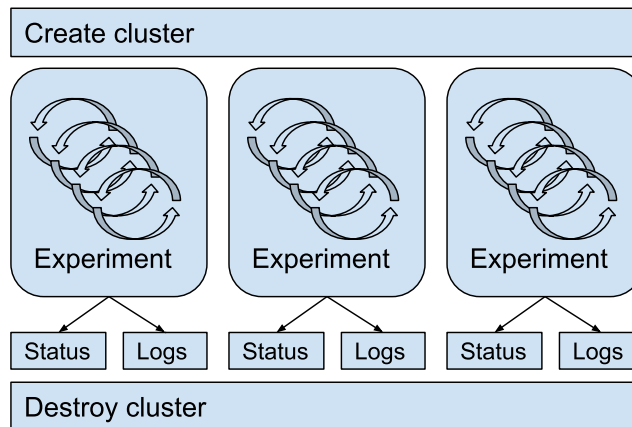 Create cluster
Experiment Experiment Experiment
Status Logs Status Logs Status Logs
Destroy cluster